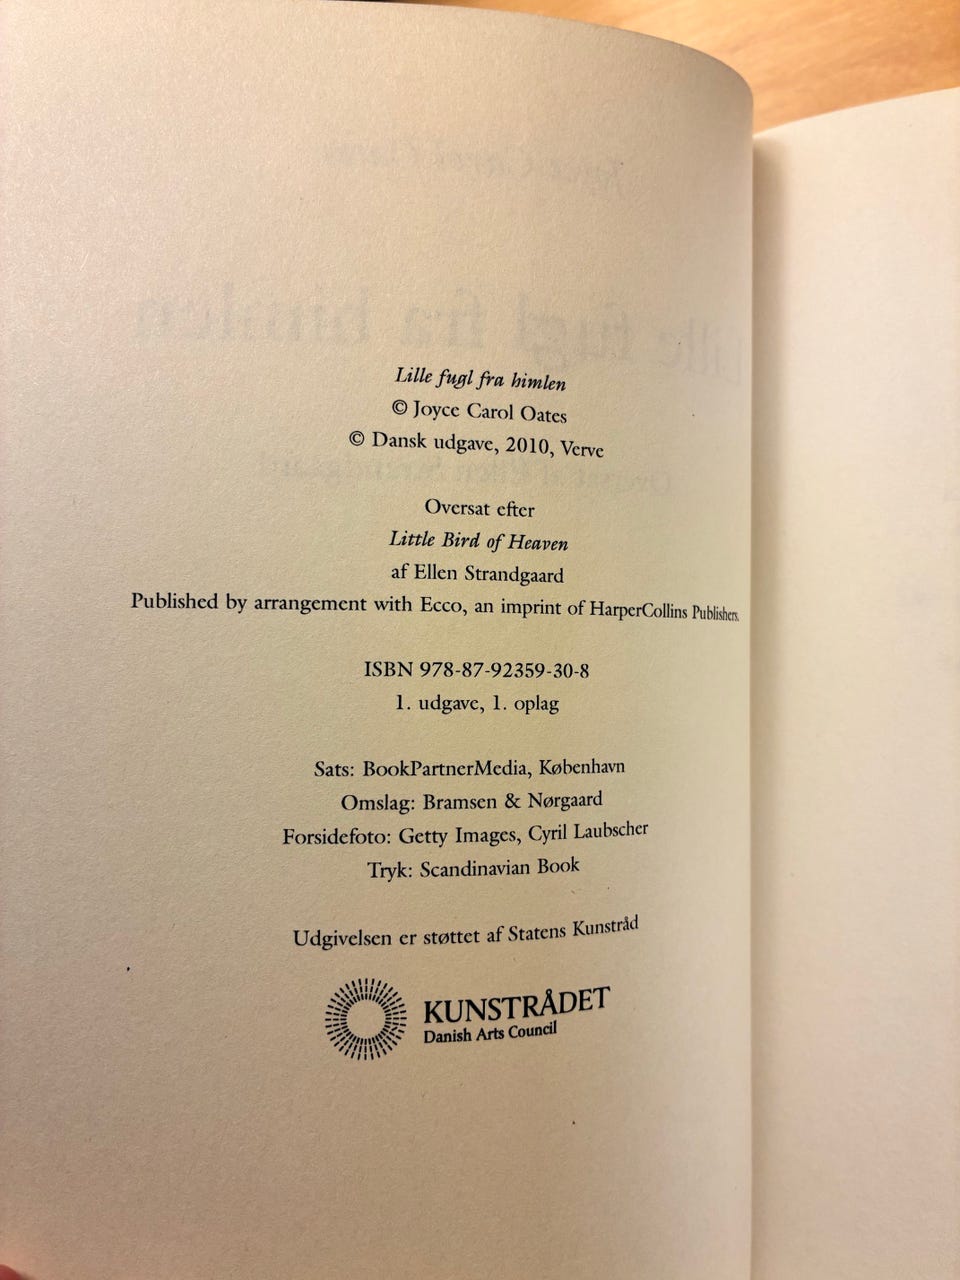 Lille fugl fra himlen
© Joyce Carol Oates
© Dansk udgave, 2010, Verve
Oversat efter
Little Bird of Heaven
af Ellen Strandgaard
Published by arrangement with Ecco, an imprint of HarperCollins Publishers.
ISBN 978-87-92359-30-8
1. udgave, 1. oplag
Sats: BookPartnerMedia, København
Omslag: Bramsen & Nørgaard
Forsidefoto: Getty Images, Cyril Laubscher
Tryk: Scandinavian Book
Udgivelsen er støttet af Statens Kunstråd
KUNSTRÅDET
Danish Arts Council